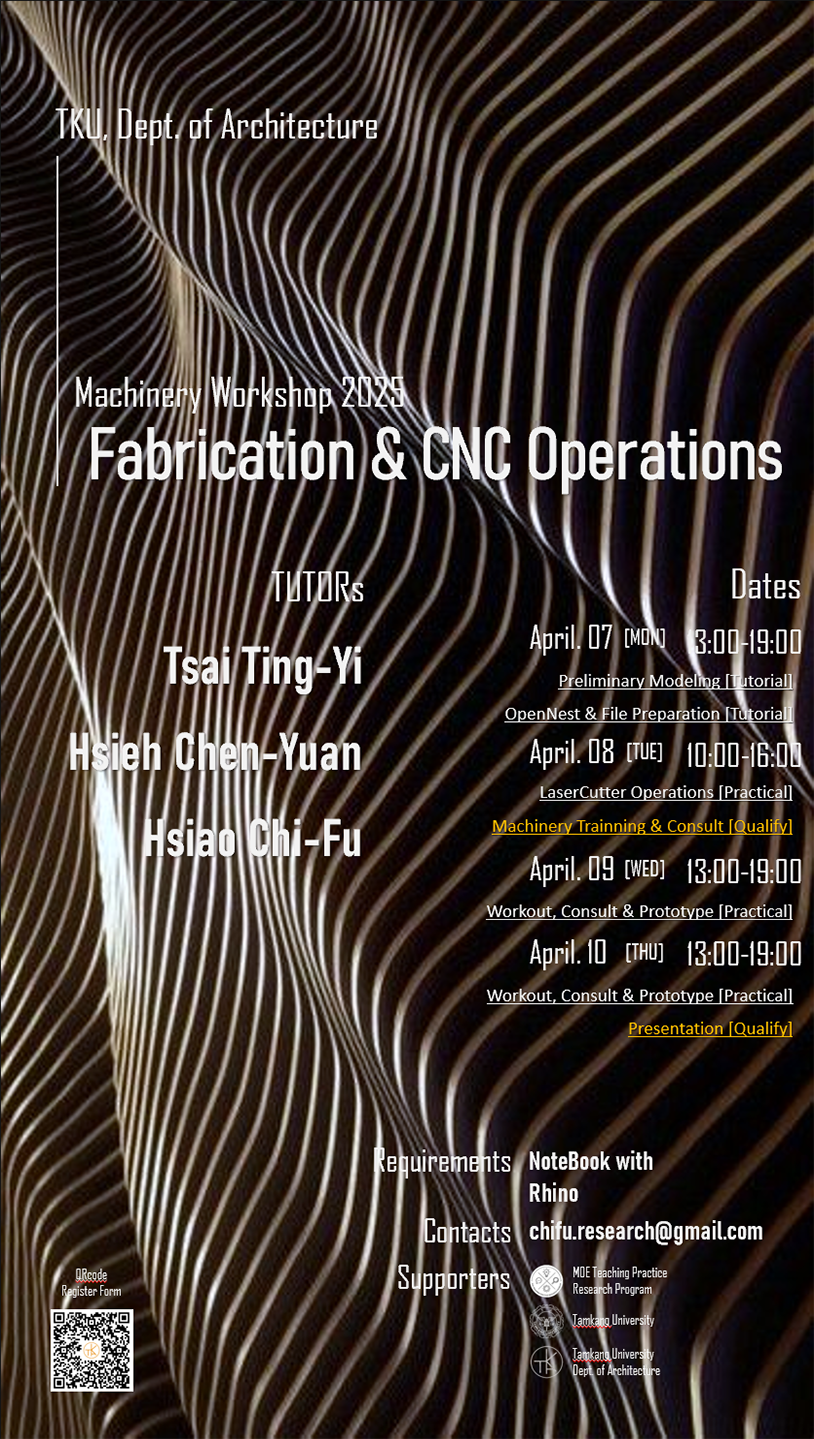 TKU, Dept. of Architecture
Machinery Workshop 2025
Fabrication & CNC Operations
TUTORs
Tsai Ting-Yi
Hsieh Chen-Yuan
Hsiao Chi-Fu
Dates
April. 07 [MON] 13:00-19:00
Preliminary Modeling [Tutorial]
OpenNest & File Preparation [Tutorial]
April. 08 [TUE] 10:00-16:00
LaserCutter Operations [Practical]
Machinery Trainning & Consult [Qualify]
April. 09 [WED] 13:00-19:00
Workout, Consult & Prototype [Practical]
April. 10 [THU] 13:00-19:00
Workout, Consult & Prototype [Practical]
Presentation [Qualify]
Requirements NoteBook with
Rhino
Contacts chifu.research@gmail.com
Supporters
MOE Teaching Practice
Research Program
Tamkang University
Tamkang University
Dept. of Architecture
QRcode
Register Form